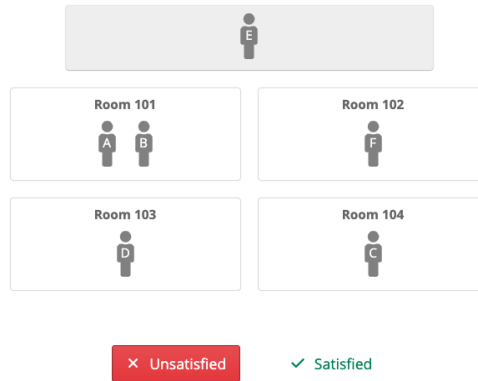 E
Room 101
A B
Room 102
F
Room 103
D
Room 104
C
Unsatisfied
Satisfied